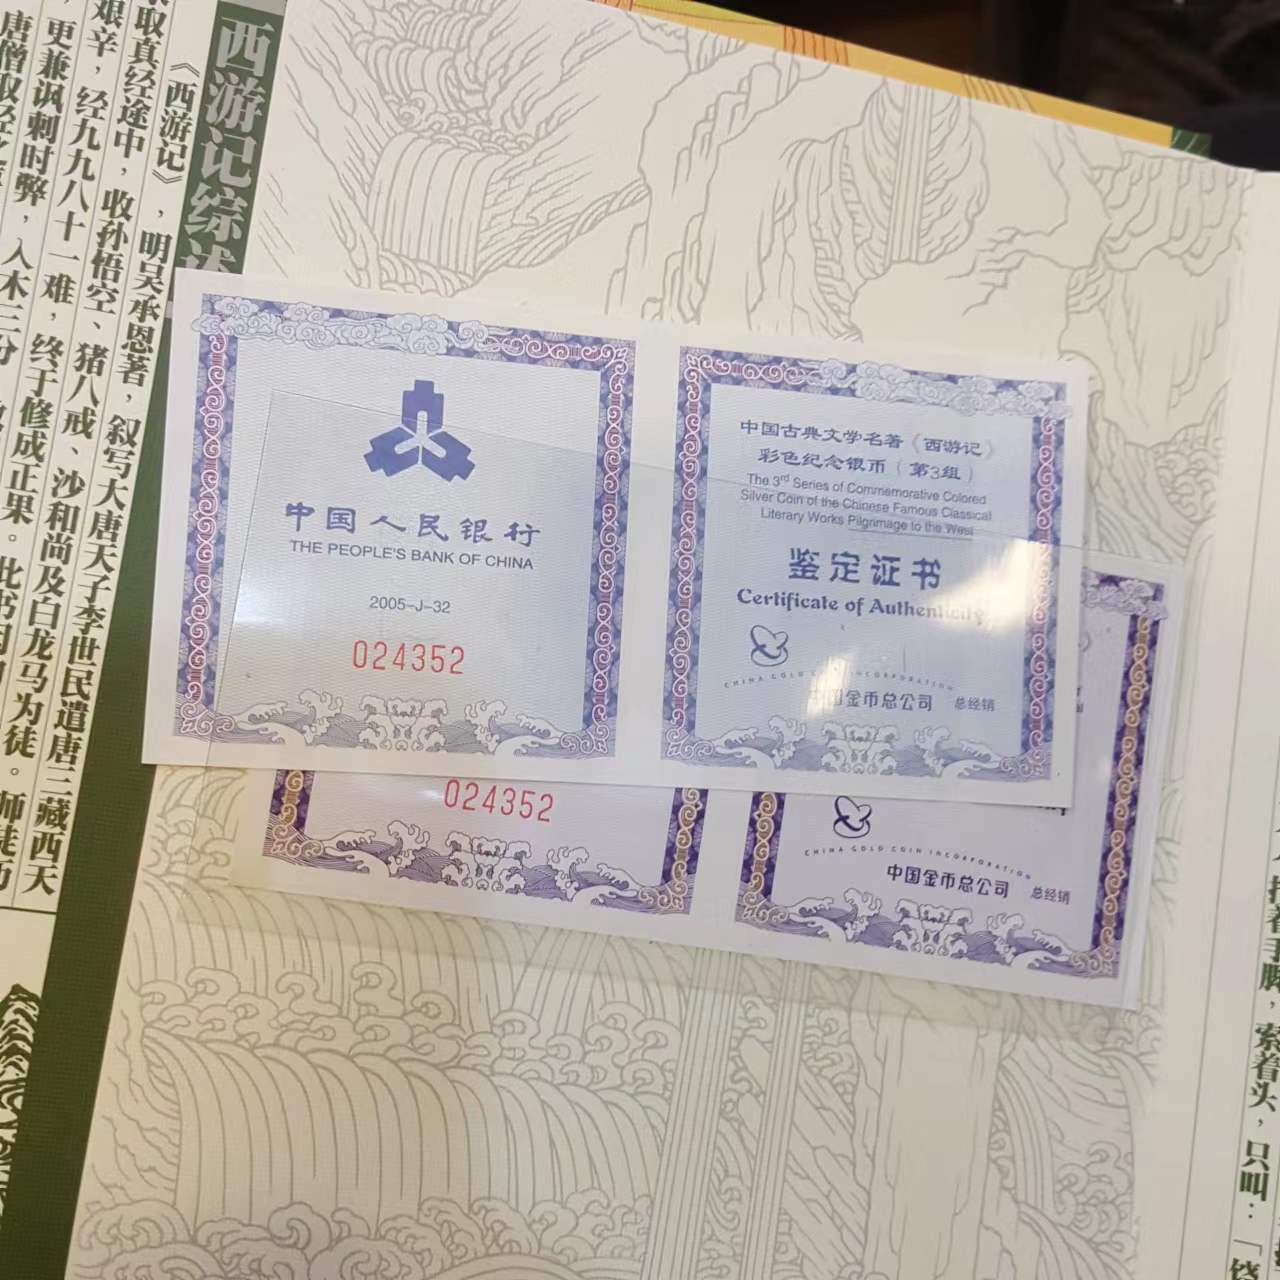 西游记综述
《西游记》，明吴承恩著，叙写大唐天子李世民遣唐三藏西天
取真经途中，收孙悟空、猪八戒、沙和尚及白龙马为徒。师徒历
艰辛，经九九八十一难，终于修成正果。此书
更兼讽刺时弊，入木三分
唐僧取经
中国人民银行
THE PEOPLE'S BANK OF CHINA
2005-J-32
024352
中国古典文学名著《西游记》
彩色纪念银币（第3组）
The 3rd Series of Commemorative Colored
Silver Coin of the Chinese Famous Classical
Literary Works Pilgrimage to the West
鉴定证书
Certificate of Authenticity
CHINA GOLD COIN INCORPORATION
中国金币总公司 总经销
024352
CHINA GOLD COIN INCORPORATION
中国金币总公司 总经销
，索着头，只叫：“饶